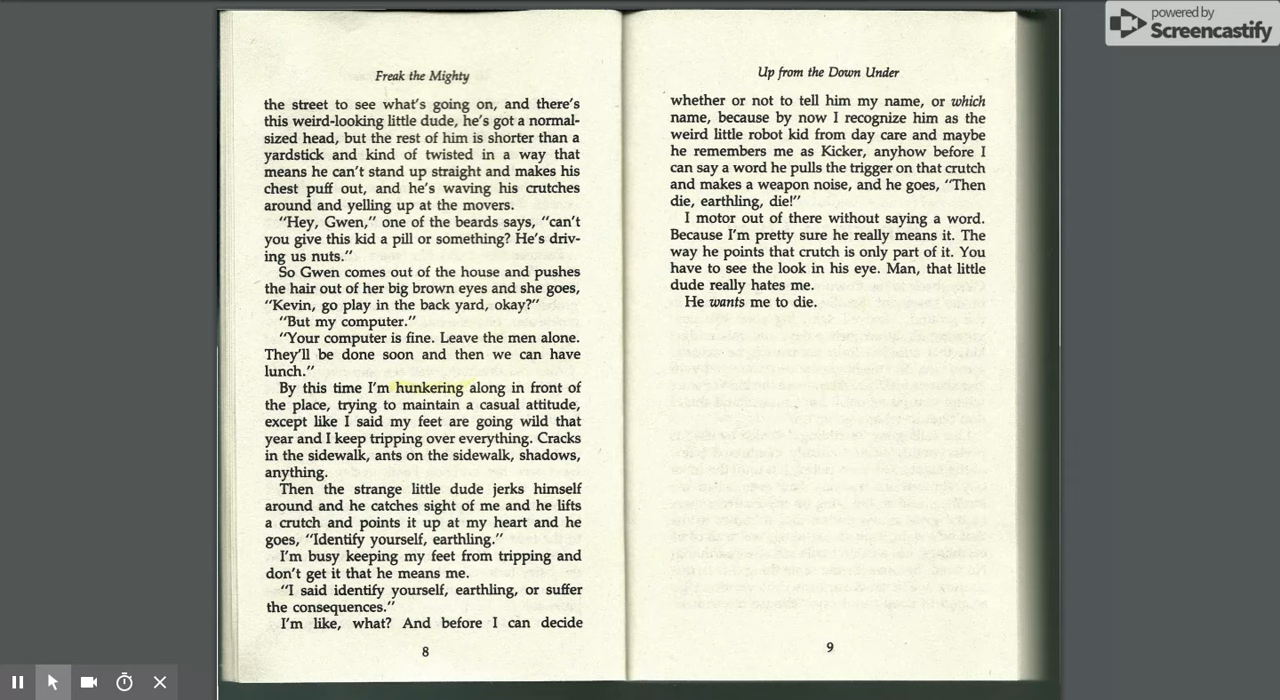 powered by
Screencastify
Freak the Mighty
the street to see what's going on, and there's
this weird-looking little dude, he's got a normal-
sized head, but the rest of him is shorter than a
yardstick and kind of twisted in a way that
means he can't stand up straight and makes his
chest puff out, and he's waving his crutches
around and yelling up at the movers.
"Hey, Gwen," one of the beards says, "can't
you give this kid a pill or something? He's driv-
ing us nuts."
So Gwen comes out of the house and pushes
the hair out of her big brown eyes and she goes,
"Kevin, go play in the back yard, okay?"
"But my computer."
"Your computer is fine. Leave the men alone.
They'll be done soon and then we can have
lunch."
By this time I'm hunkering along in front of
the place, trying to maintain a casual attitude,
except like I said my feet are going wild that
year and I keep tripping over everything. Cracks
in the sidewalk, ants on the sidewalk, shadows,
anything.
Then the strange little dude jerks himself
around and he catches sight of me and he lifts
a crutch and points it up at my heart and he
goes, "Identify yourself, earthling."
I'm busy keeping my feet from tripping and
don't get it that he means me.
"I said identify yourself, earthling, or suffer
the consequences."
I'm like, what? And before I can decide
8
Up from the Down Under
whether or not to tell him my name, or which
name, because by now I recognize him as the
weird little robot kid from day care and maybe
he remembers me as Kicker, anyhow before I
can say a word he pulls the trigger on that crutch
and makes a weapon noise, and he goes, "Then
die, earthling, die!"
I motor out of there without saying a word.
Because I'm pretty sure he really means it. The
way he points that crutch is only part of it. You
have to see the look in his eye. Man, that little
dude really hates me.
He wants me to die.
9